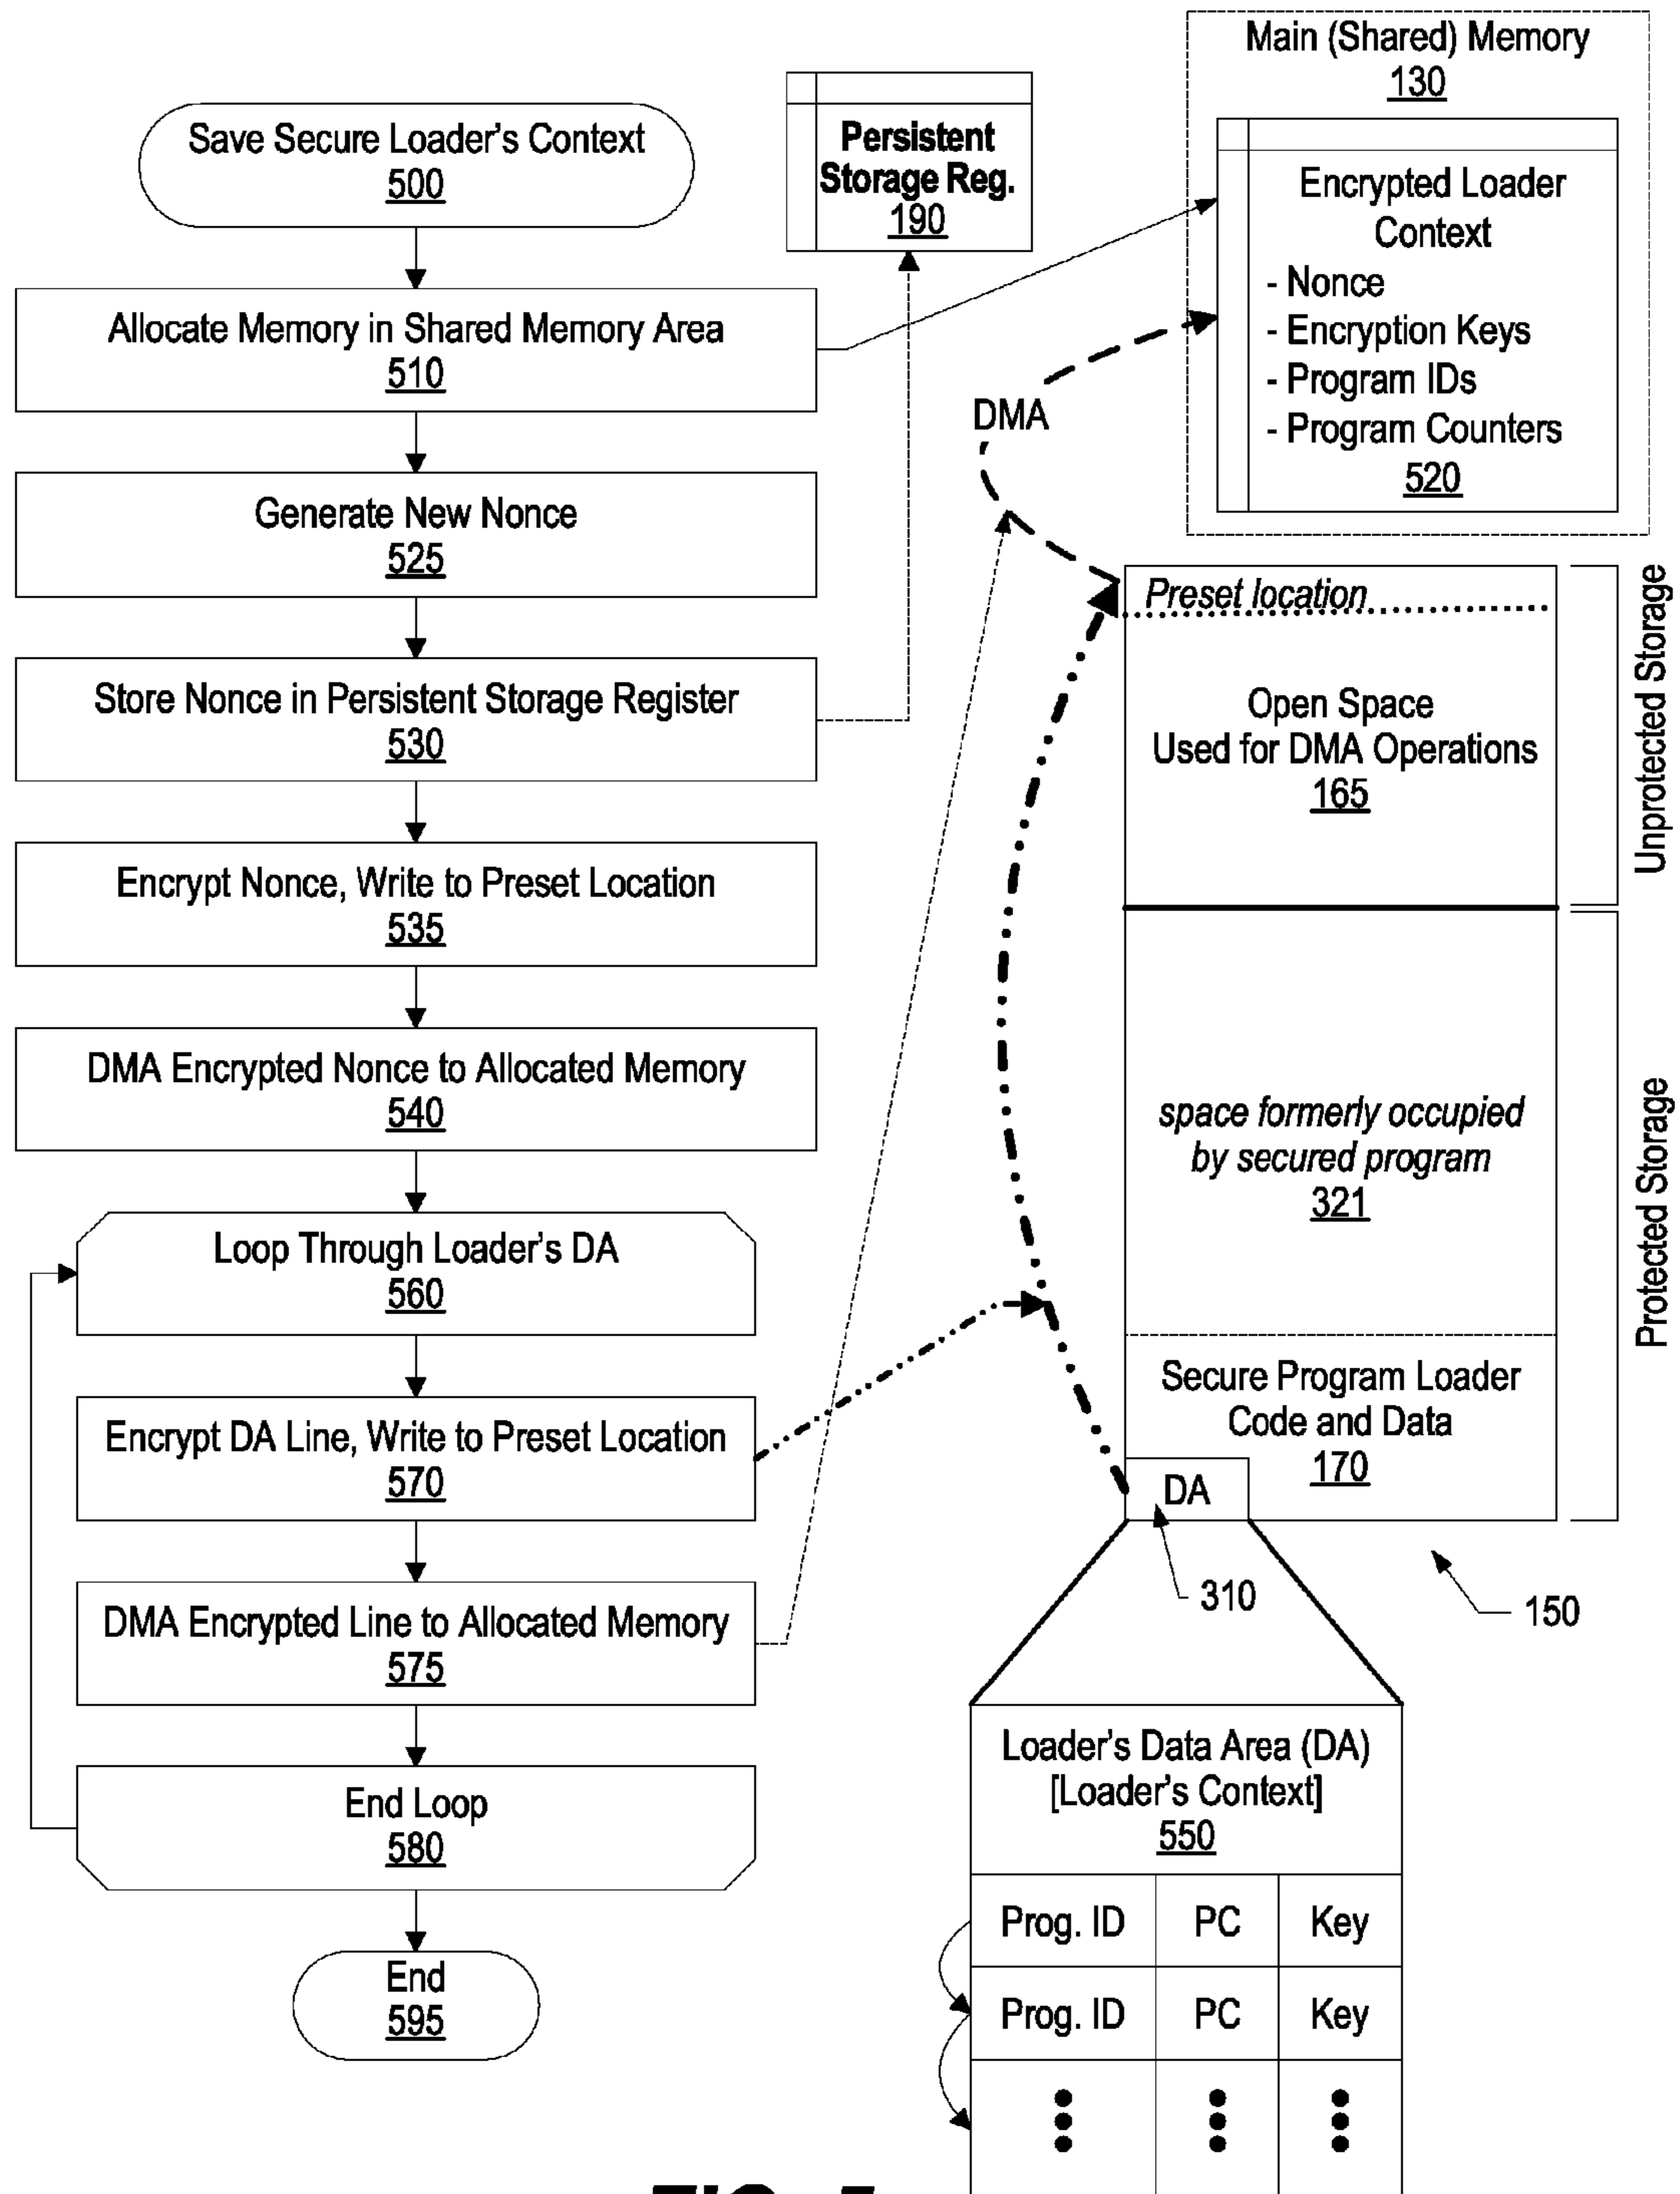 Save Secure Loader's Context
500
Allocate Memory in Shared Memory Area
510
Generate New Nonce
525
Store Nonce in Persistent Storage Register
530
Encrypt Nonce, Write to Preset Location
535
DMA Encrypted Nonce to Allocated Memory
540
Loop Through Loader's DA
560
Encrypt DA Line, Write to Preset Location
570
DMA Encrypted Line to Allocated Memory
575
End Loop
580
End
595
Persistent
Storage Reg.
190
Main (Shared) Memory
130
Encrypted Loader
Context
- Nonce
- Encryption Keys
- Program IDs
- Program Counters
520
DMA
Preset location
Open Space
Used for DMA Operations
165
Unprotected Storage
space formerly occupied
by secured program
321
Protected Storage
Secure Program Loader
Code and Data
170
DA
310
150
Loader's Data Area (DA)
[Loader's Context]
550
Prog. ID PC Key
Prog. ID PC Key